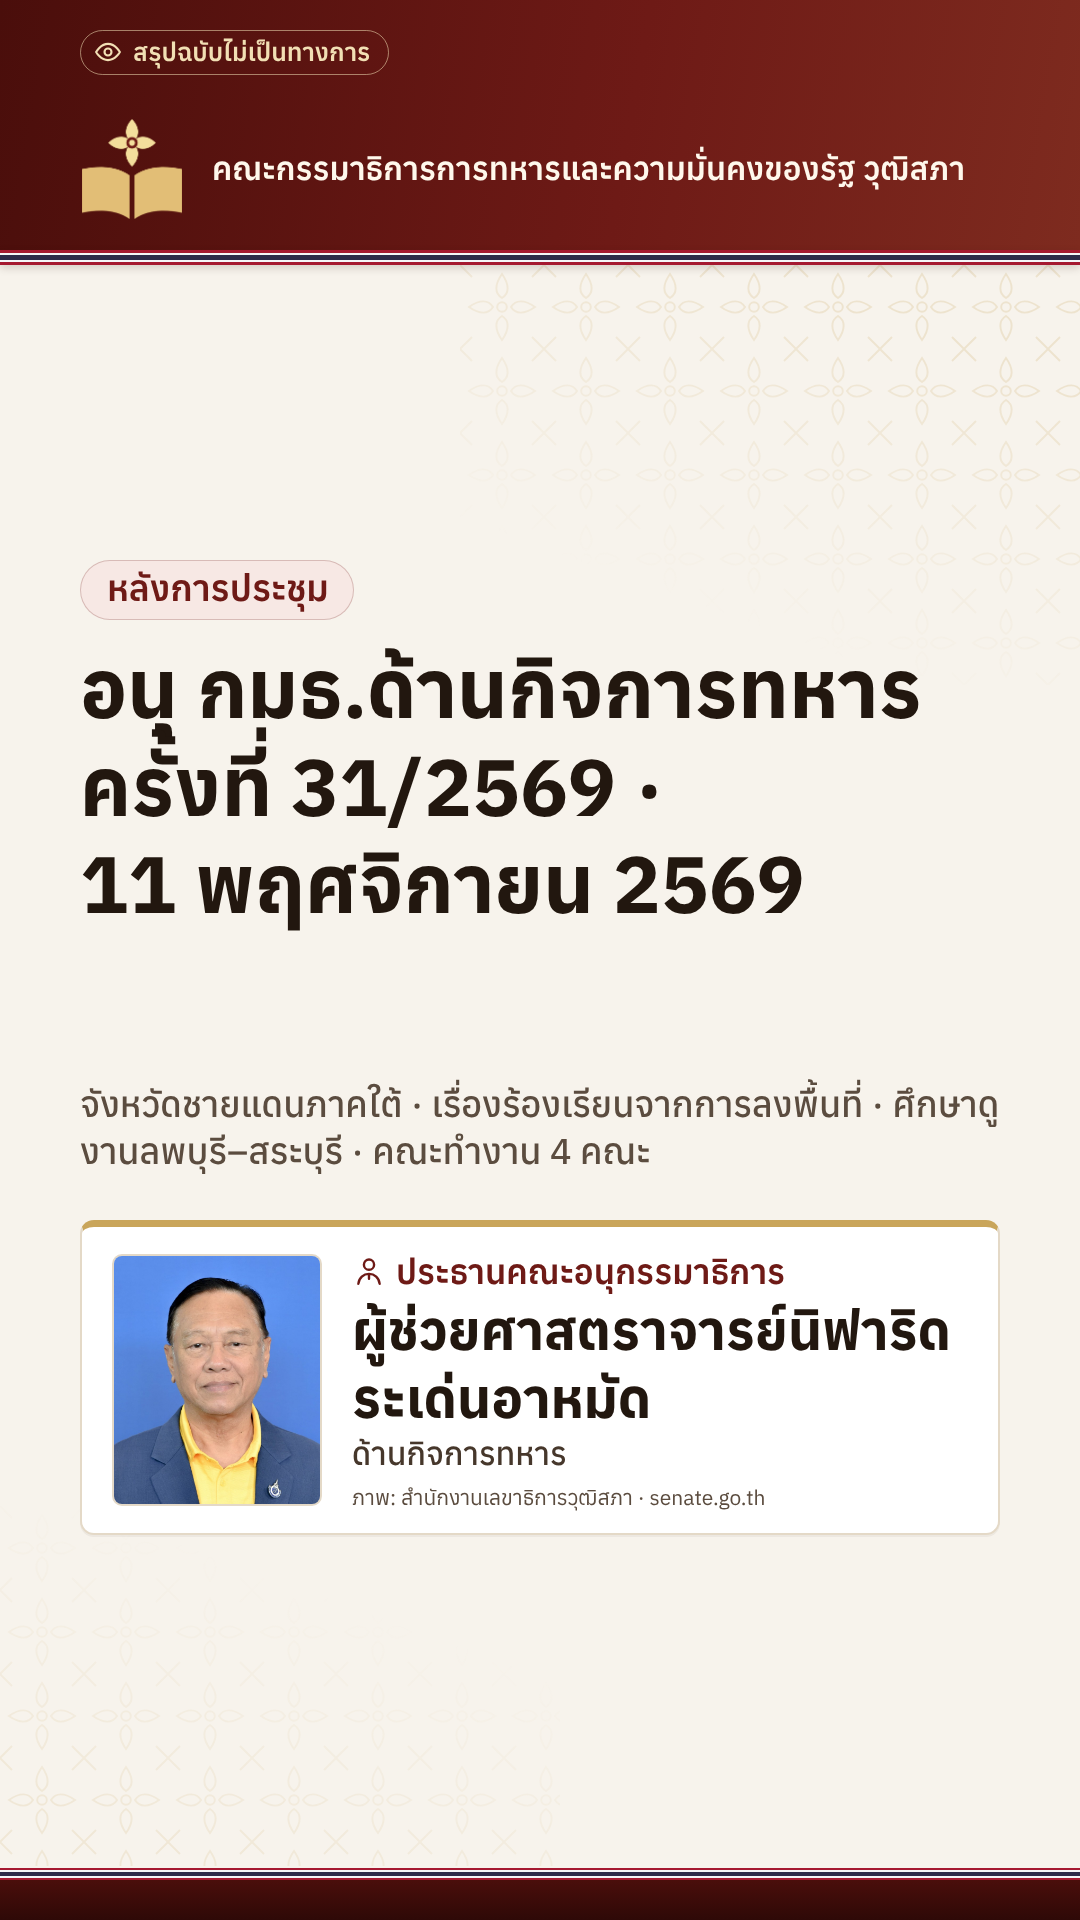 สรุปฉบับไม่เป็นทางการ
คณะกรรมาธิการการทหารและความมั่นคงของรัฐ วุฒิสภา
หลังการประชุม
อนุ กมธ.ด้านกิจการทหาร
ครั้งที่ 31/2569 ·
11 พฤศจิกายน 2569
จังหวัดชายแดนภาคใต้ · เรื่องร้องเรียนจากการลงพื้นที่ · ศึกษาดู
งานลพบุรี–สระบุรี · คณะทำงาน 4 คณะ
ประธานคณะอนุกรรมาธิการ
ผู้ช่วยศาสตราจารย์นิฟาริด
ระเด่นอาหมัด
ด้านกิจการทหาร
ภาพ: สำนักงานเลขาธิการวุฒิสภา · senate.go.th